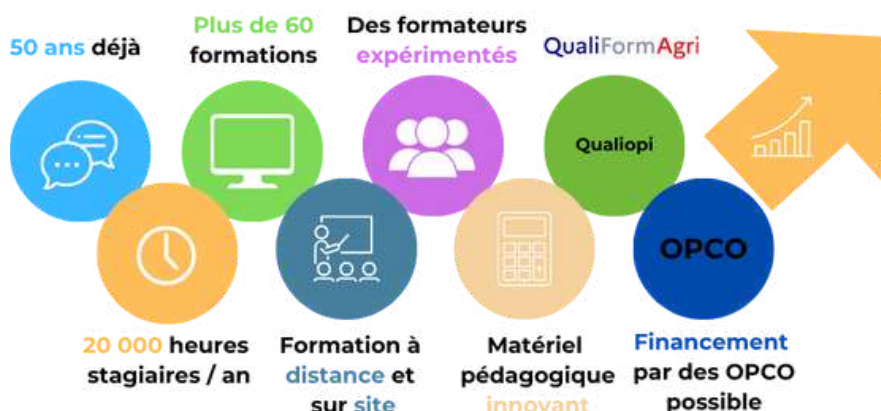 50 ans déjà
Plus de 60
formations
Des formateurs
expérimentés
QualiFormAgri
Qualiopi
OPCO
20 000 heures
stagiaires / an
Formation à
distance et
sur site
Matériel
pédagogique
innovant
Financement
par des OPCO
possible